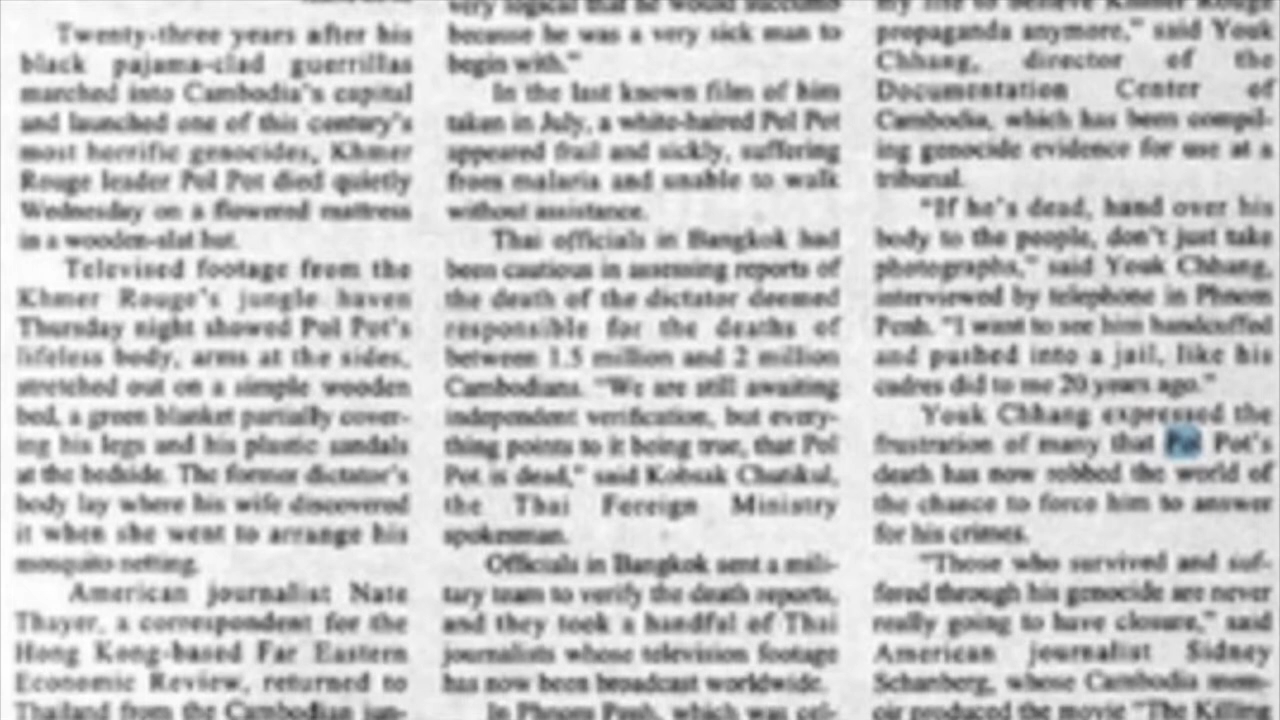 Twenty-three years after his
black pajama-clad guerrillas
marched into Cambodia's capital
and launched one of this century's
most horrific genocides, Khmer
Rouge leader Pol Pot died quietly
Wednesday on a flowered mattress
in a wooden-slat hut.
Televised footage from the
Khmer Rouge's jungle haven
Thursday night showed Pol Pot's
lifeless body, arms at the sides,
stretched out on a simple wooden
bed, a green blanket partially cover-
ing his legs and his plastic sandals
at the bedside. The former dictator's
body lay where his wife discovered
it when she went to arrange his
mosquito netting.
American journalist Nate
Thayer, a correspondent for the
Hong Kong-based Far Eastern
Economic Review, returned to
Thailand from the Cambodian jun-
very logical that he would succumb
because he was a very sick man to
begin with."
In the last known film of him
taken in July, a white-haired Pol Pot
appeared frail and sickly, suffering
from malaria and unable to walk
without assistance.
Thai officials in Bangkok had
been cautious in assessing reports of
the death of the dictator deemed
responsible for the deaths of
between 1.5 million and 2 million
Cambodians. "We are still awaiting
independent verification, but every-
thing points to it being true, that Pol
Pot is dead," said Kobsak Chutikul,
the Thai Foreign Ministry
spokesman.
Officials in Bangkok sent a mili-
tary team to verify the death reports,
and they took a handful of Thai
journalists whose television footage
has now been broadcast worldwide.
In Phnom Penh, which was cel-
my life to believe Khmer Rouge
propaganda anymore," said Youk
Chhang, director of the
Documentation Center of
Cambodia, which has been compil-
ing genocide evidence for use at a
tribunal.
"If he's dead, hand over his
body to the people, don't just take
photographs," said Youk Chhang,
interviewed by telephone in Phnom
Penh. "I want to see him handcuffed
and pushed into a jail, like his
cadres did to me 20 years ago."
Youk Chhang expressed the
frustration of many that Pol Pot's
death has now robbed the world of
the chance to force him to answer
for his crimes.
"Those who survived and suf-
fered through his genocide are never
really going to have closure," said
American journalist Sidney
Schanberg, whose Cambodia mem-
oir produced the movie "The Killing